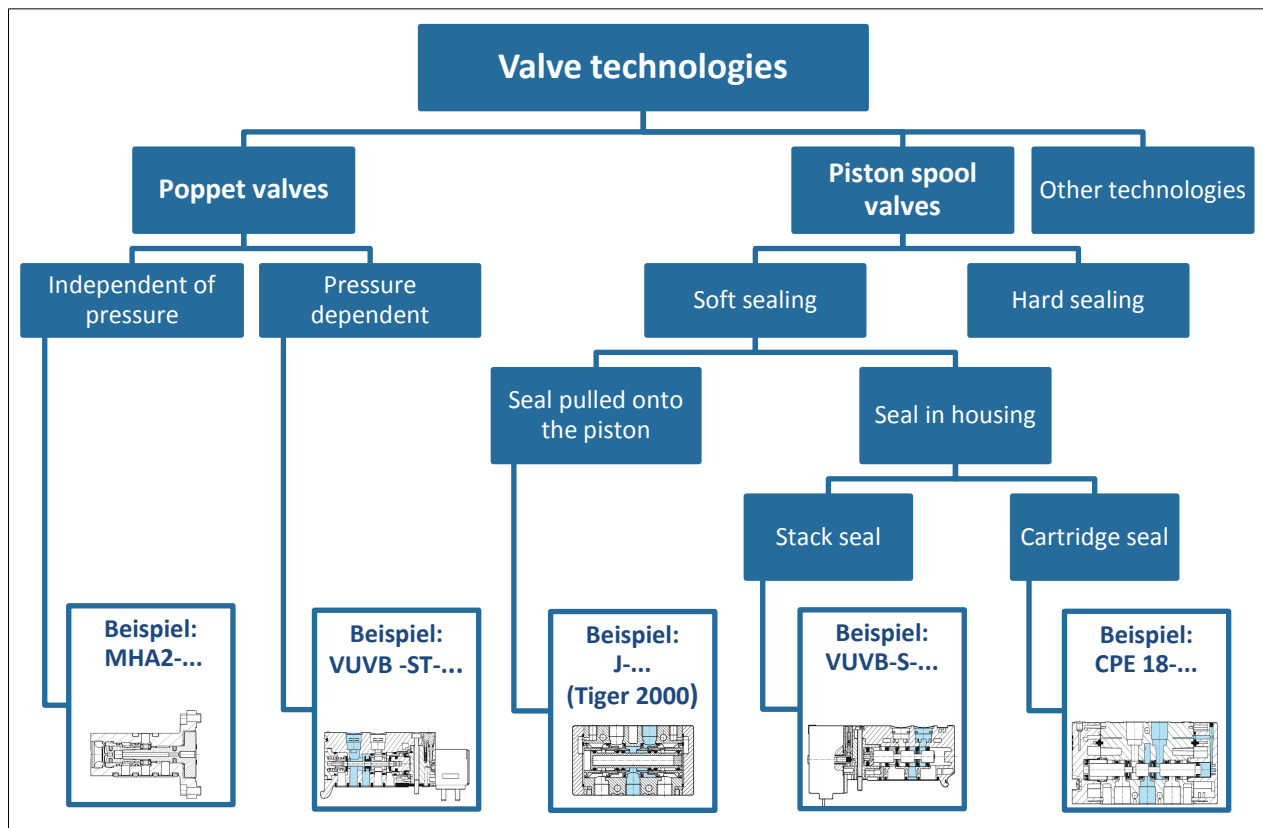 Valve technologies
Poppet valves
Piston spool
valves
Other technologies
Independent of
pressure
Pressure
dependent
Soft sealing
Hard sealing
Seal pulled onto
the piston
Seal in housing
Stack seal
Cartridge seal
Beispiel:
MHA2-...
Beispiel:
VUVB -ST-...
Beispiel:
J-...
(Tiger 2000)
Beispiel:
VUVB-S-...
Beispiel:
CPE 18-...